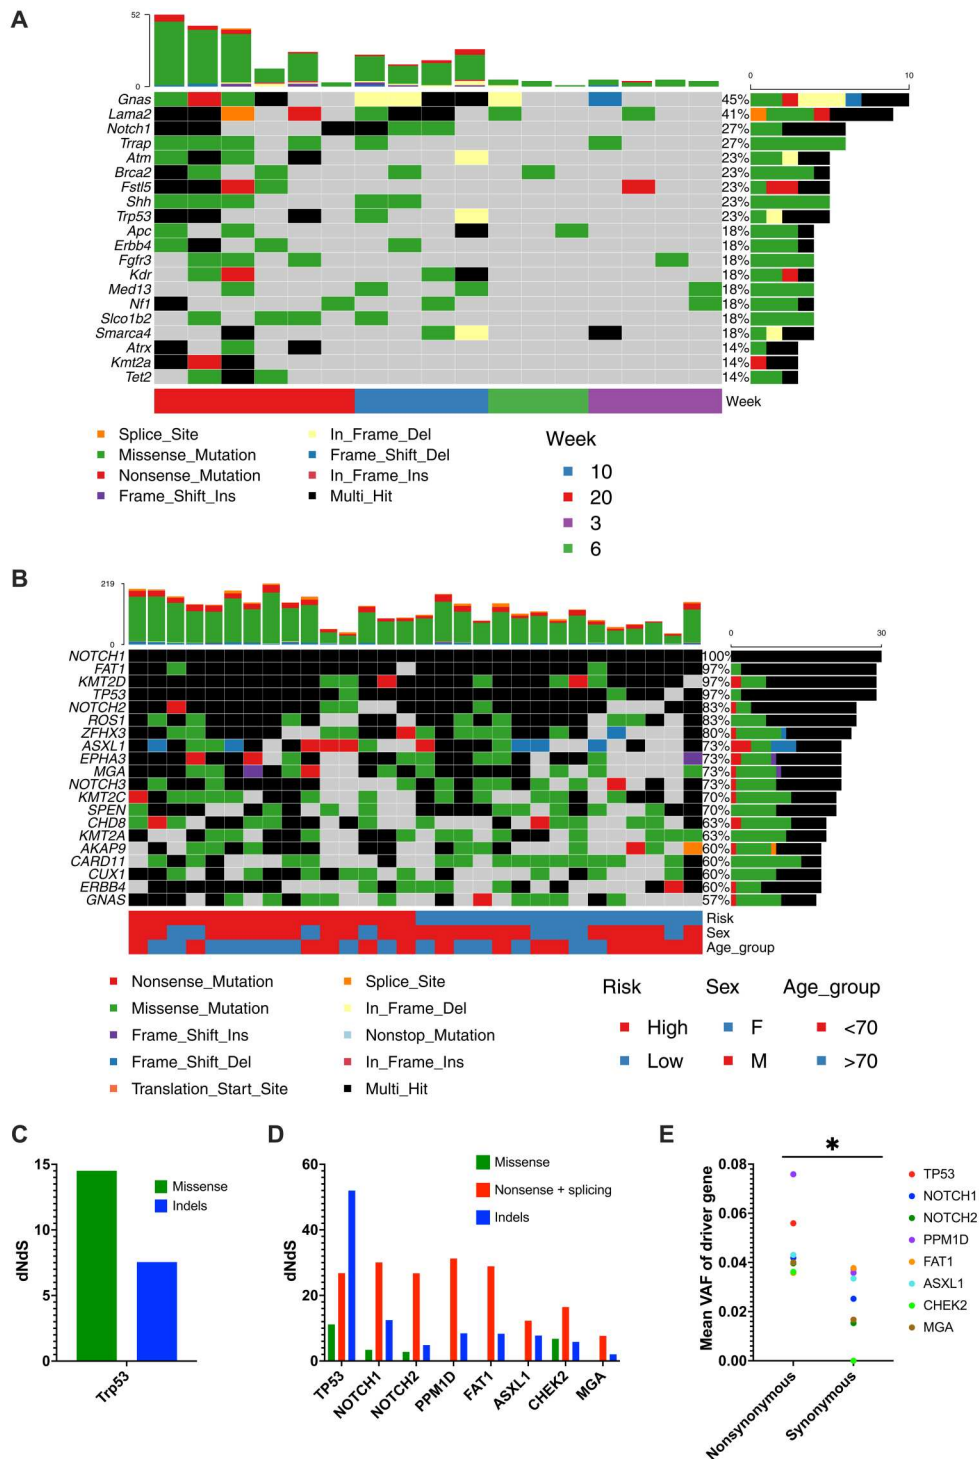 A
52
0
0 10
Gnas 45%
Lama2 41%
Notch1 27%
Trrap 27%
Atm 23%
Brca2 23%
Fstl5 23%
Shh 23%
Trp53 23%
Apc 18%
Erbb4 18%
Fgfr3 18%
Kdr 18%
Med13 18%
Nf1 18%
Slco1b2 18%
Smarca4 18%
Atrx 14%
Kmt2a 14%
Tet2 14%
Week
Splice_Site In_Frame_Del
Missense_Mutation Frame_Shift_Del
Nonsense_Mutation In_Frame_Ins
Frame_Shift_Ins Multi_Hit
Week
10
20
3
6
B
219
0
0 30
NOTCH1 100%
FAT1 97%
KMT2D 97%
TP53 97%
NOTCH2 83%
ROS1 83%
ZFHX3 80%
ASXL1 73%
EPHA3 73%
MGA 73%
NOTCH3 73%
KMT2C 70%
SPEN 70%
CHD8 63%
KMT2A 63%
AKAP9 60%
CARD11 60%
CUX1 60%
ERBB4 60%
GNAS 57%
Risk
Sex
Age_group
Nonsense_Mutation Splice_Site
Missense_Mutation In_Frame_Del
Frame_Shift_Ins Nonstop_Mutation
Frame_Shift_Del In_Frame_Ins
Translation_Start_Site Multi_Hit
Risk Sex Age_group
High F <70
Low M >70
C
15
10
5
0
dNdS
Missense
Indels
Trp53
D
60
40
20
0
dNdS
Missense
Nonsense + splicing
Indels
TP53
NOTCH1
NOTCH2
PPM1D
FAT1
ASXL1
CHEK2
MGA
E
*
0.08
0.06
0.04
0.02
0.00
Mean VAF of driver gene
Nonsynonymous
Synonymous
TP53
NOTCH1
NOTCH2
PPM1D
FAT1
ASXL1
CHEK2
MGA